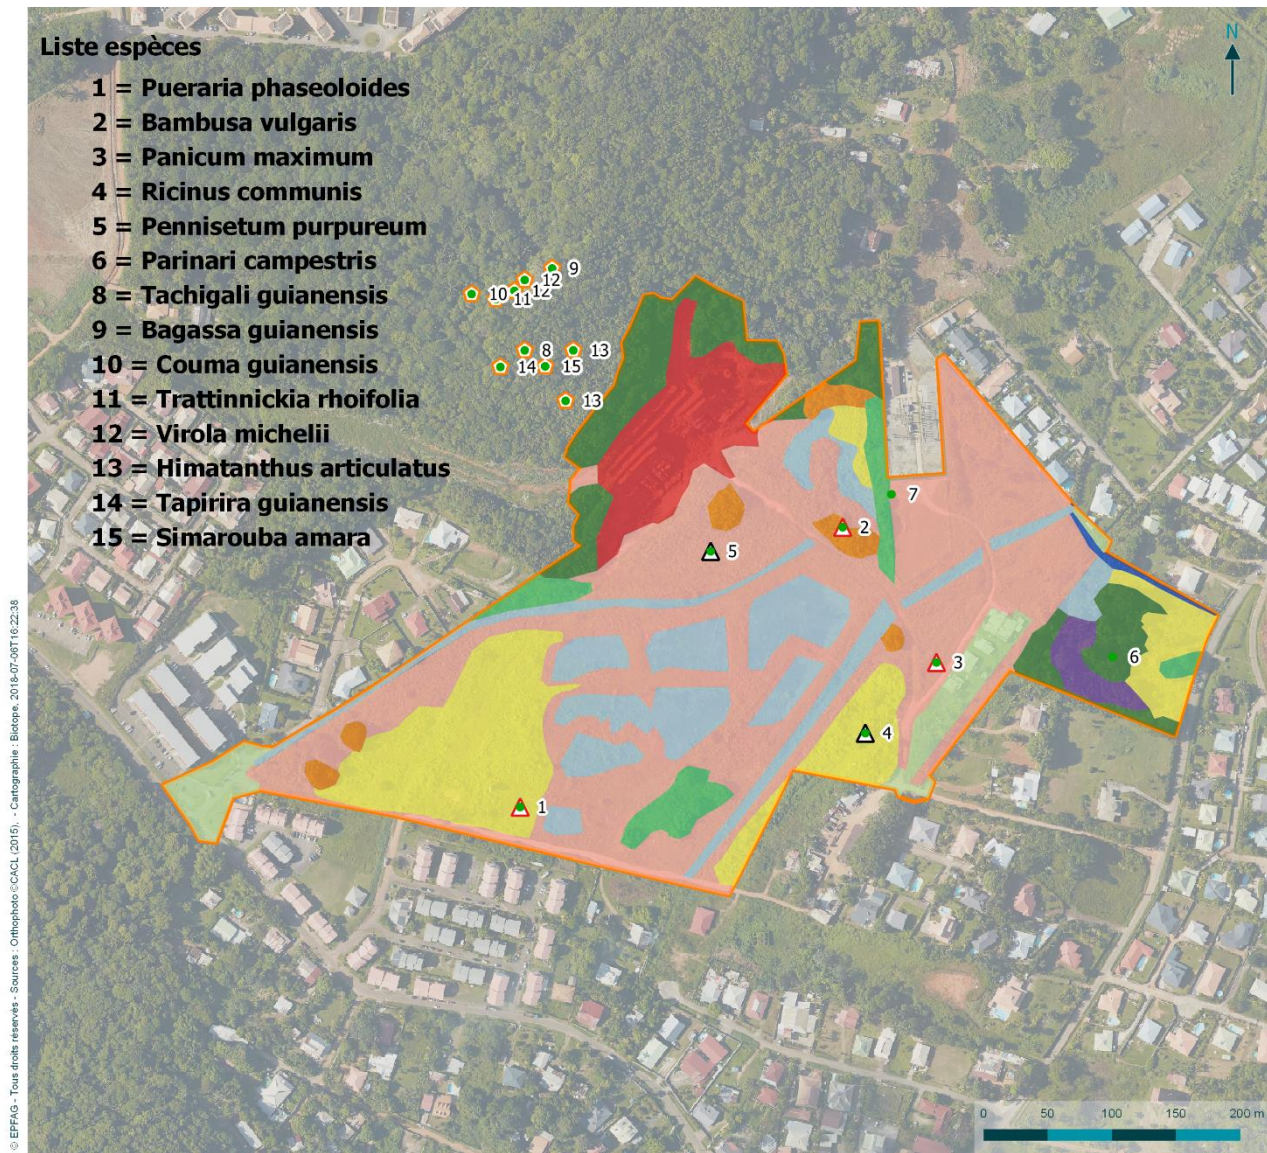 Liste espèces
1 = Pueraria phaseoloides
2 = Bambusa vulgaris
3 = Panicum maximum
4 = Ricinus communis
5 = Pennisetum purpureum
6 = Parinari campestris
8 = Tachigali guianensis
9 = Bagassa guianensis
10 = Couma guianensis
11 = Trattinnickia rhoifolia
12 = Virola michelii
13 = Himatanthus articulatus
14 = Tapirira guianensis
15 = Simarouba amara
N
9
12
10
12
11
8
13
14
15
13
7
2
5
6
3
4
1
0 50 100 150 200 m
© EPFAG - Tous droits réservés - Sources : Orthophoto ©CACL (2015), - Cartographie : Biotope, 2018-07-06T16:22:38